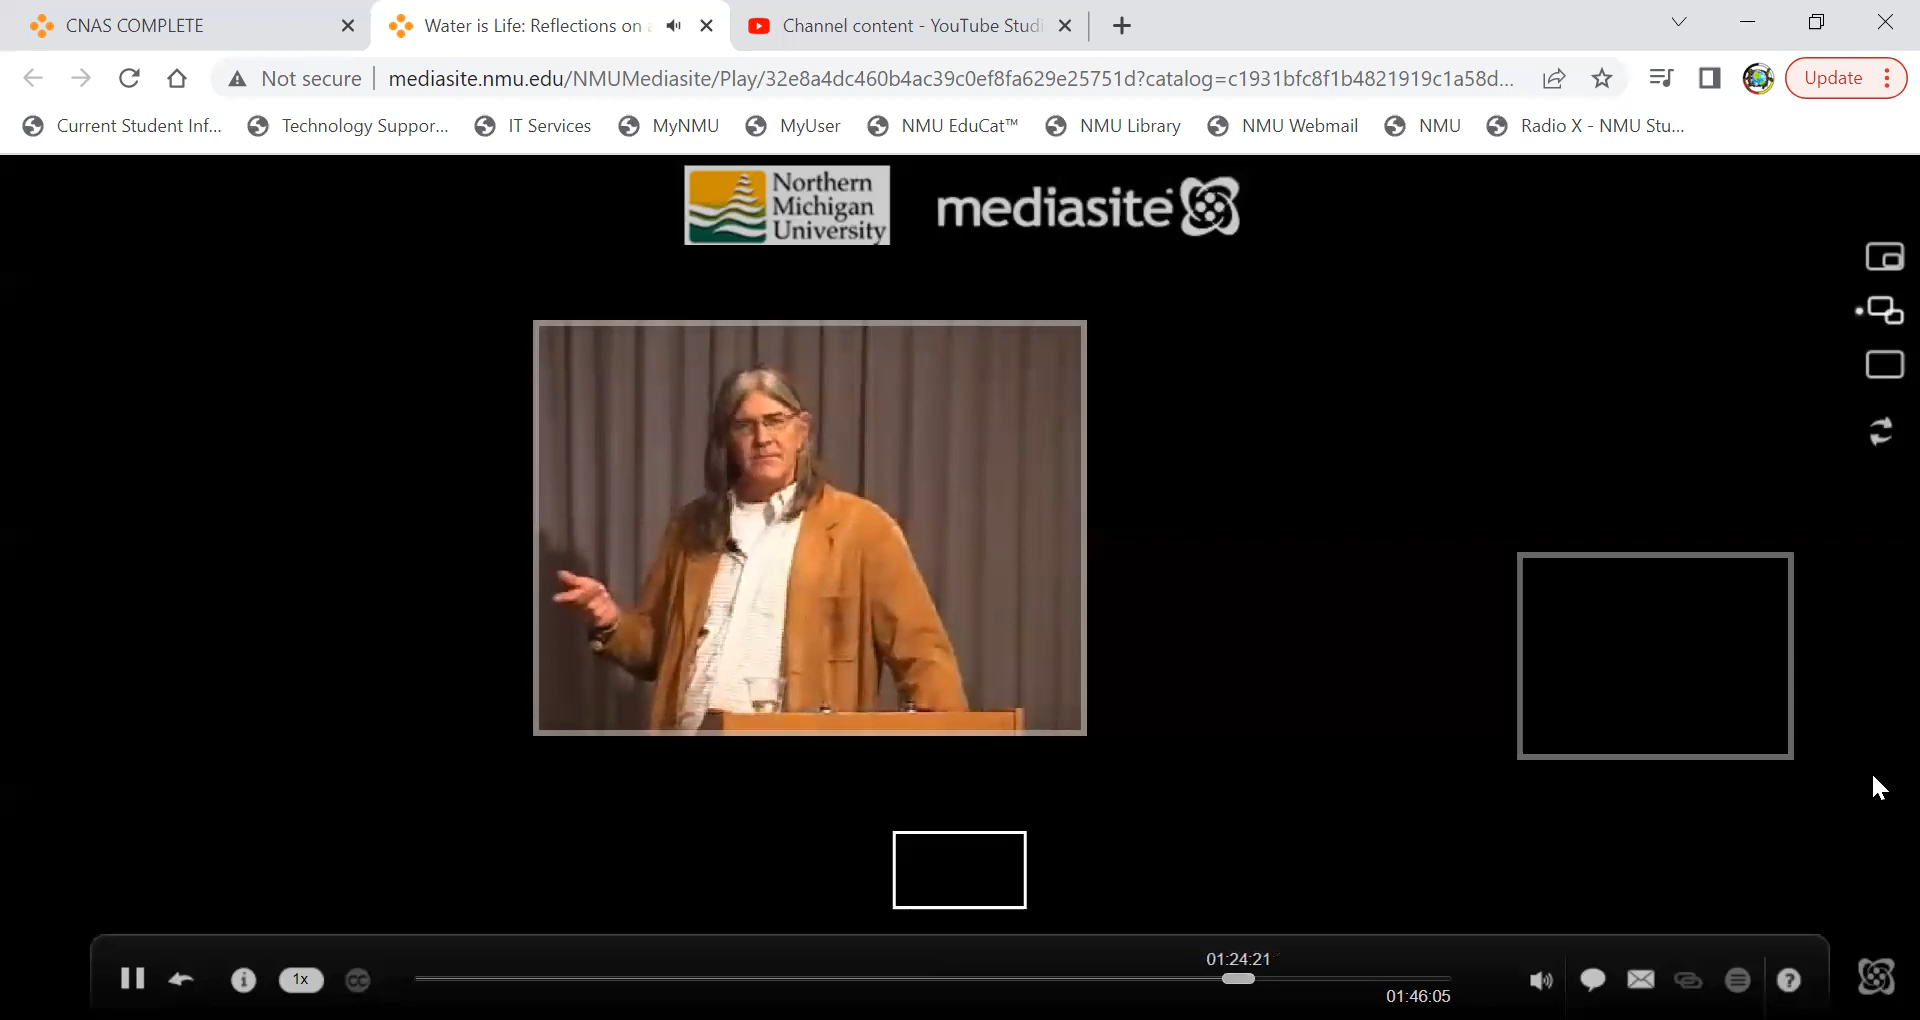 CNAS COMPLETE
Water is Life: Reflections on a
Channel content - YouTube Studi
Not secure
mediasite.nmu.edu/NMUMediasite/Play/32e8a4dc460b4ac39c0ef8fa629e25751d?catalog=c1931bfc8f1b4821919c1a58d...
Update
Current Student Inf...
Technology Suppor...
IT Services
MyNMU
MyUser
NMU EduCat™
NMU Library
NMU Webmail
NMU
Radio X - NMU Stu...
Northern
Michigan
University
mediasite
01:24:21
1x
CC
01:46:05